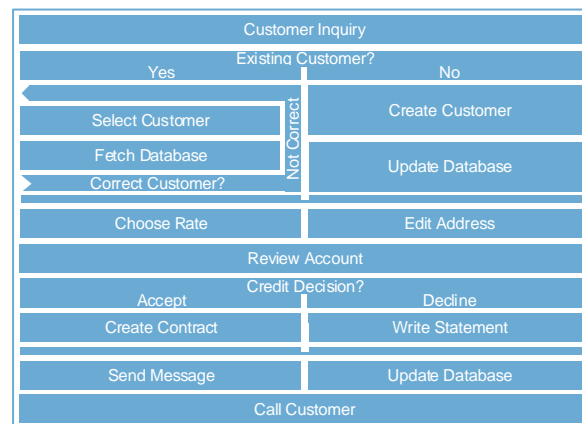 Customer Inquiry
Existing Customer?
Yes
No
Select Customer
Fetch Database
Correct Customer?
Not Correct
Create Customer
Update Database
Choose Rate
Edit Address
Review Account
Credit Decision?
Accept
Decline
Create Contract
Write Statement
Send Message
Update Database
Call Customer